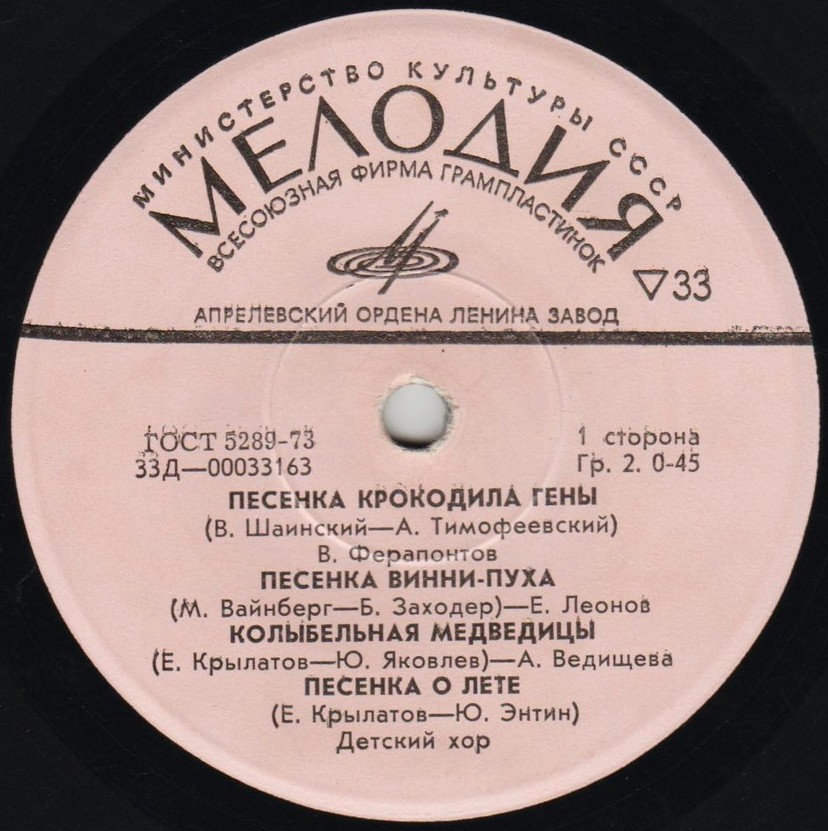 МИНИСТЕРСТВО КУЛЬТУРЫ СССР
МЕЛОДИЯ
ВСЕСОЮЗНАЯ ФИРМА ГРАМПЛАСТИНОК
33
АПРЕЛЕВСКИЙ ОРДЕНА ЛЕНИНА ЗАВОД
ГОСТ 5289-73
1 сторона
33Д—00033163
Гр. 2. 0-45
ПЕСЕНКА КРОКОДИЛА ГЕНЫ
(В. Шаинский—А. Тимофеевский)
В. Ферапонтов
ПЕСЕНКА ВИННИ-ПУХА
(М. Вайнберг—Б. Заходер)—Е. Леонов
КОЛЫБЕЛЬНАЯ МЕДВЕДИЦЫ
(Е. Крылатов—Ю. Яковлев)—А. Ведищева
ПЕСЕНКА О ЛЕТЕ
(Е. Крылатов—Ю. Энтин)
Детский хор